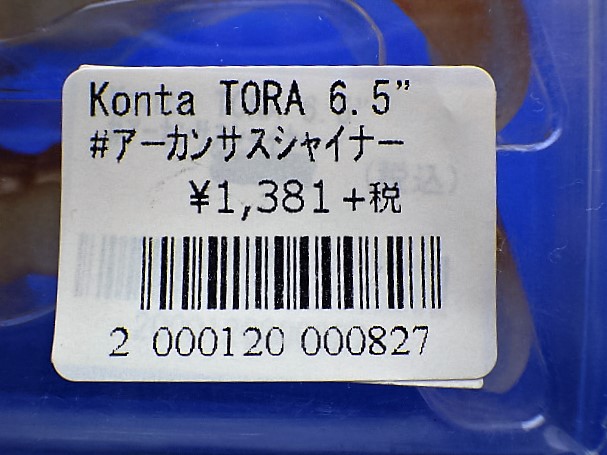 Konta TORA 6.5”
#アーカンサスシャイナー
¥1,381 +税
2 000120 000827